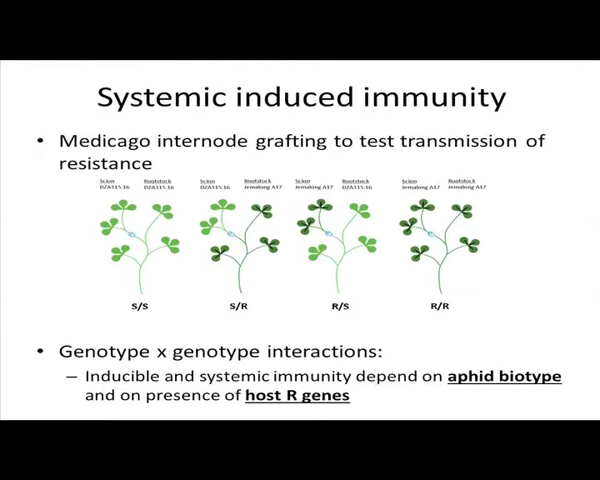 Systemic induced immunity
• Medicago internode grafting to test transmission of
resistance
Scion Rootstock Scion Rootstock Scion Rootstock Scion Rootstock
DZA315.16 DZA315.16 DZA315.16 Jemalong A17 Jemalong A17 DZA315.16 Jemalong A17 Jemalong A17
S/S S/R R/S R/R
• Genotype x genotype interactions:
– Inducible and systemic immunity depend on aphid biotype
and on presence of host R genes